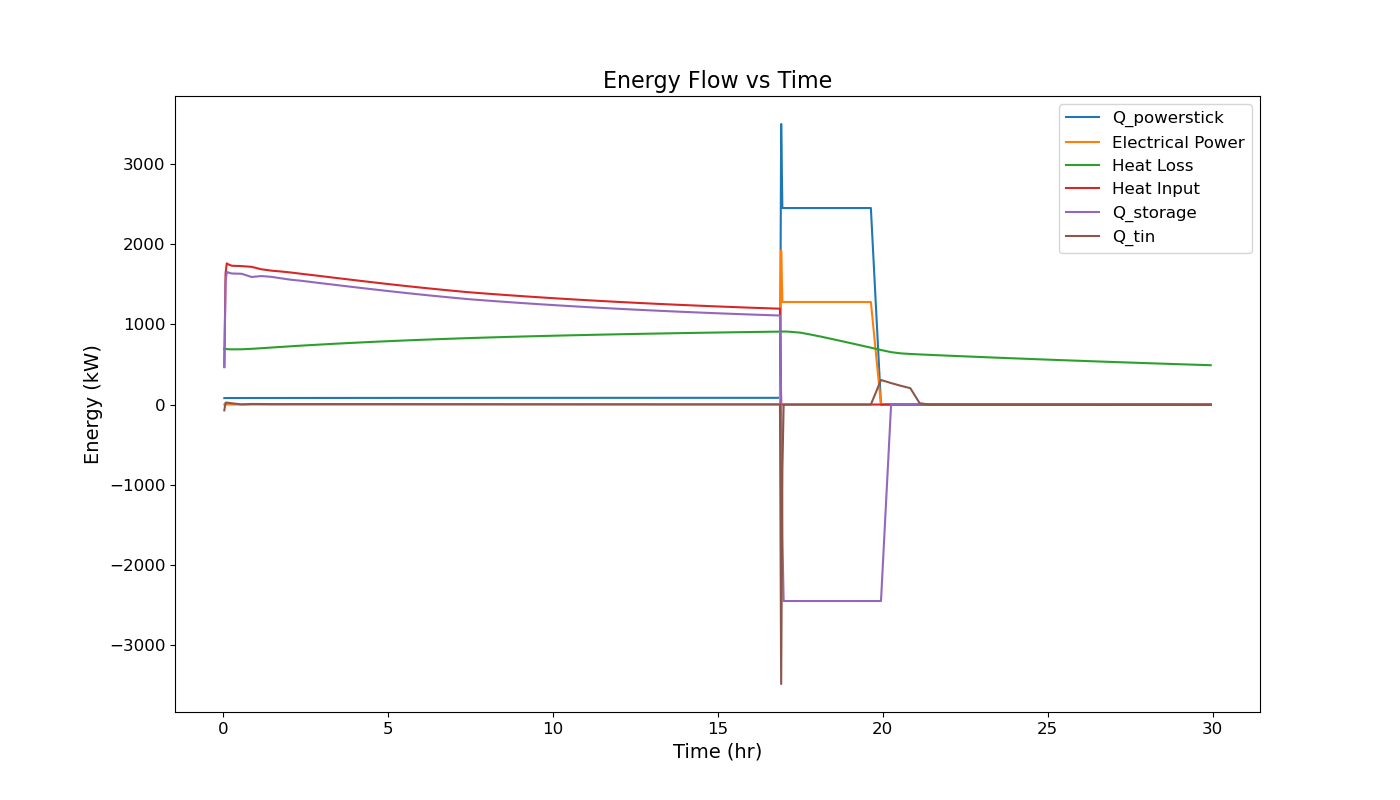 Energy Flow vs Time
Q_powerstick
Electrical Power
Heat Loss
Heat Input
Q_storage
Q_tin
Energy (kW)
3000
2000
1000
0
−1000
−2000
−3000
0 5 10 15 20 25 30
Time (hr)